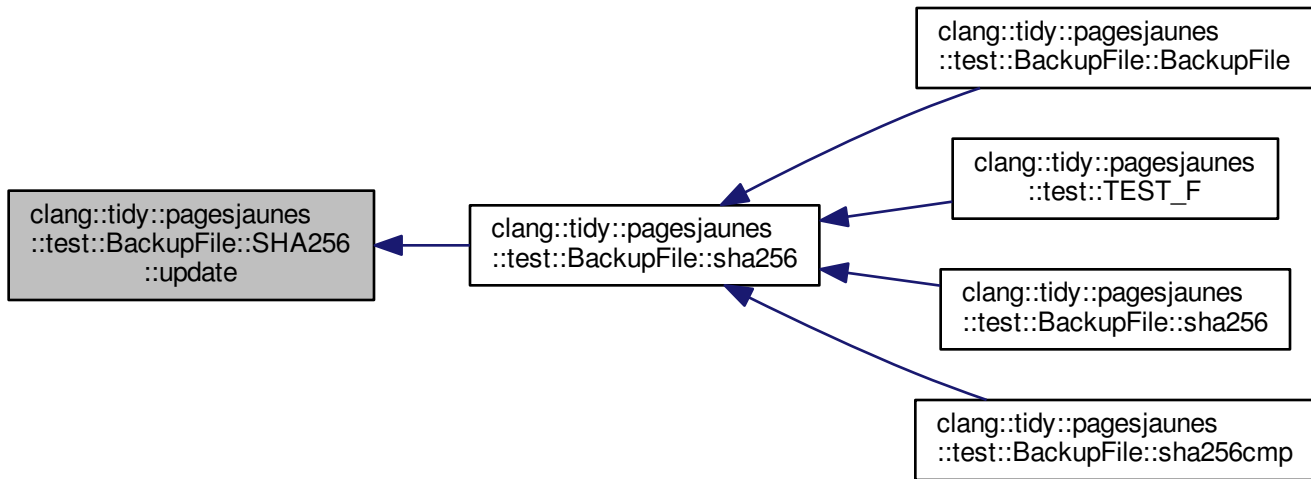 clang::tidy::pagesjaunes
::test::BackupFile::SHA256
::update
clang::tidy::pagesjaunes
::test::BackupFile::sha256
clang::tidy::pagesjaunes
::test::BackupFile::BackupFile
clang::tidy::pagesjaunes
::test::TEST_F
clang::tidy::pagesjaunes
::test::BackupFile::sha256
clang::tidy::pagesjaunes
::test::BackupFile::sha256cmp